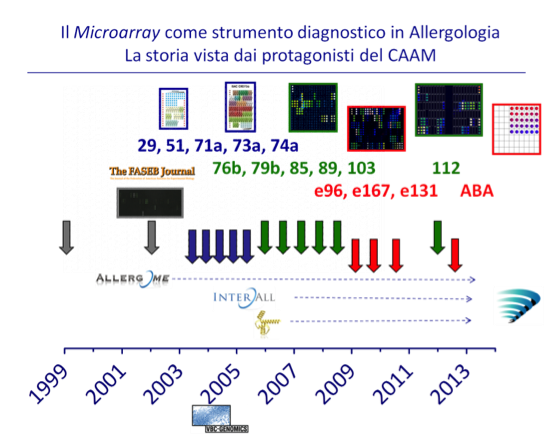 Il Microarray come strumento diagnostico in Allergologia
La storia vista dai protagonisti del CAAM
29, 51, 71a, 73a, 74a
The FASEB Journal
76b, 79b, 85, 89, 103
112
e96, e167, e131
ABA
ALLERGOME
INTERALL
1999
2001
2003
2005
2007
2009
2011
2013
VBC-GENOMICS